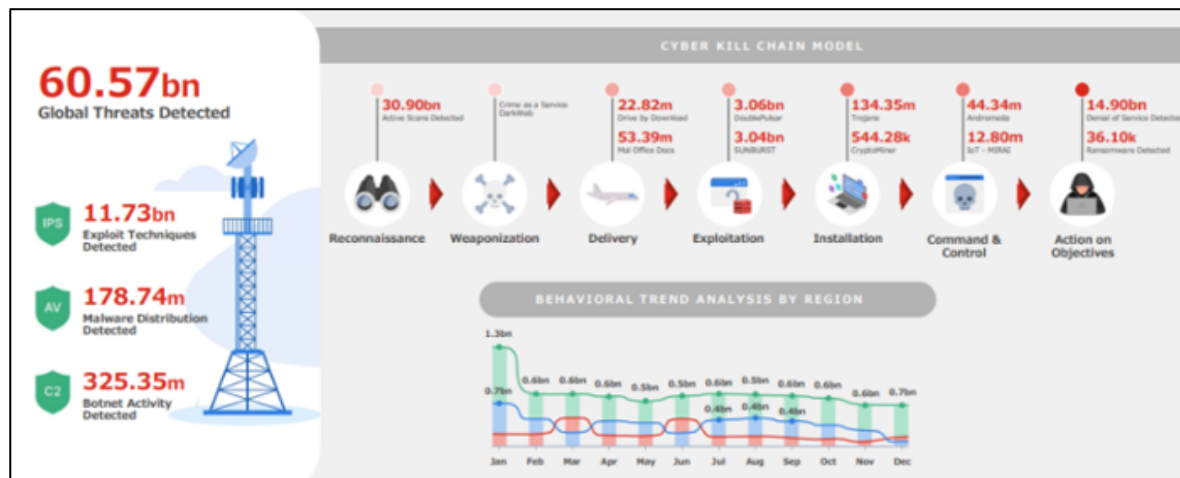 60.57bn
Global Threats Detected
IPS
11.73bn
Exploit Techniques
Detected
AV
178.74m
Malware Distribution
Detected
C2
325.35m
Botnet Activity
Detected
CYBER KILL CHAIN MODEL
30.90bn
Active Scans Detected
Reconnaissance
Crime as a Service
DarkWeb
Weaponization
22.82m
Drive by Download
53.39m
Mal Office Docs
Delivery
3.06bn
DoublePulsar
3.04bn
SUNBURST
Exploitation
134.35m
Trojans
544.28k
CryptoMiner
Installation
44.34m
Andromeda
12.80m
IoT - MIRAI
Command &
Control
14.90bn
Denial of Service Detected
36.10k
Ransomware Detected
Action on
Objectives
BEHAVIORAL TREND ANALYSIS BY REGION
1.3bn
0.6bn 0.6bn 0.6bn 0.5bn 0.5bn 0.6bn 0.5bn 0.6bn 0.6bn 0.6bn 0.7bn
0.7bn 0.4bn 0.4bn 0.4bn
Jan Feb Mar Apr May Jun Jul Aug Sep Oct Nov Dec